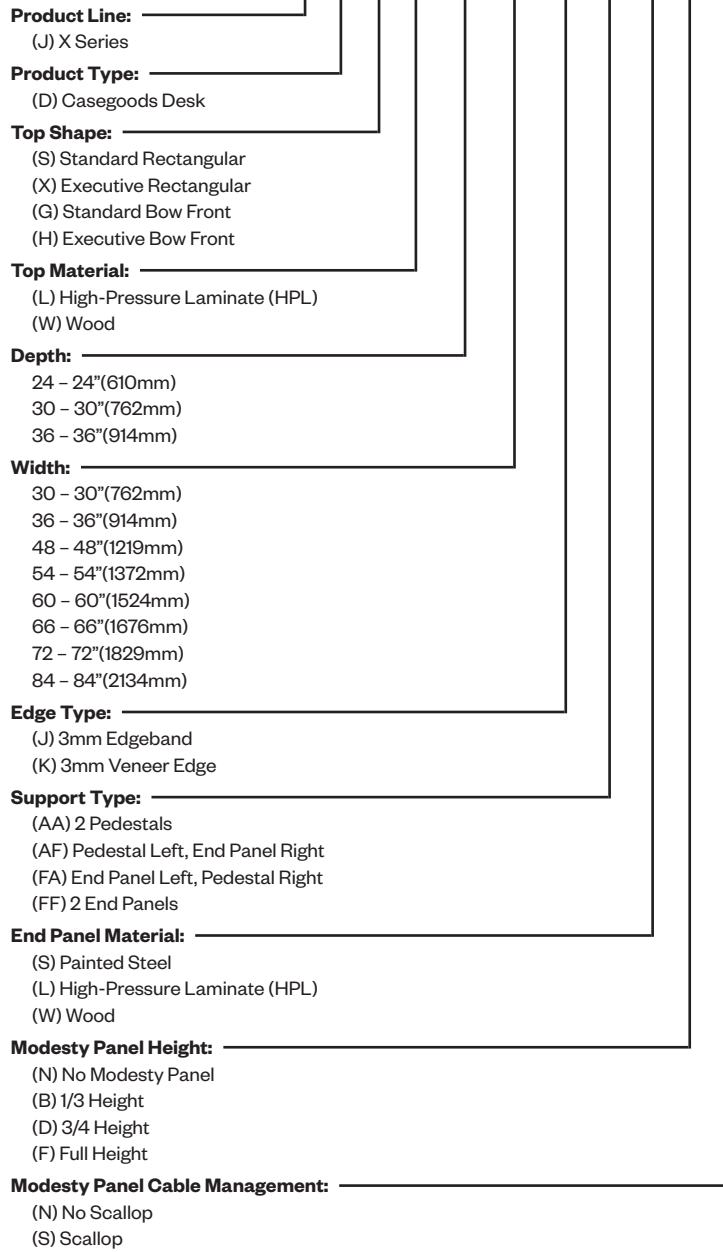 Product Line:
(J) X Series
Product Type:
(D) Casegoods Desk
Top Shape:
(S) Standard Rectangular
(X) Executive Rectangular
(G) Standard Bow Front
(H) Executive Bow Front
Top Material:
(L) High-Pressure Laminate (HPL)
(W) Wood
Depth:
24 – 24”(610mm)
30 – 30”(762mm)
36 – 36”(914mm)
Width:
30 – 30”(762mm)
36 – 36”(914mm)
48 – 48”(1219mm)
54 – 54”(1372mm)
60 – 60”(1524mm)
66 – 66”(1676mm)
72 – 72”(1829mm)
84 – 84”(2134mm)
Edge Type:
(J) 3mm Edgeband
(K) 3mm Veneer Edge
Support Type:
(AA) 2 Pedestals
(AF) Pedestal Left, End Panel Right
(FA) End Panel Left, Pedestal Right
(FF) 2 End Panels
End Panel Material:
(S) Painted Steel
(L) High-Pressure Laminate (HPL)
(W) Wood
Modesty Panel Height:
(N) No Modesty Panel
(B) 1/3 Height
(D) 3/4 Height
(F) Full Height
Modesty Panel Cable Management:
(N) No Scallop
(S) Scallop